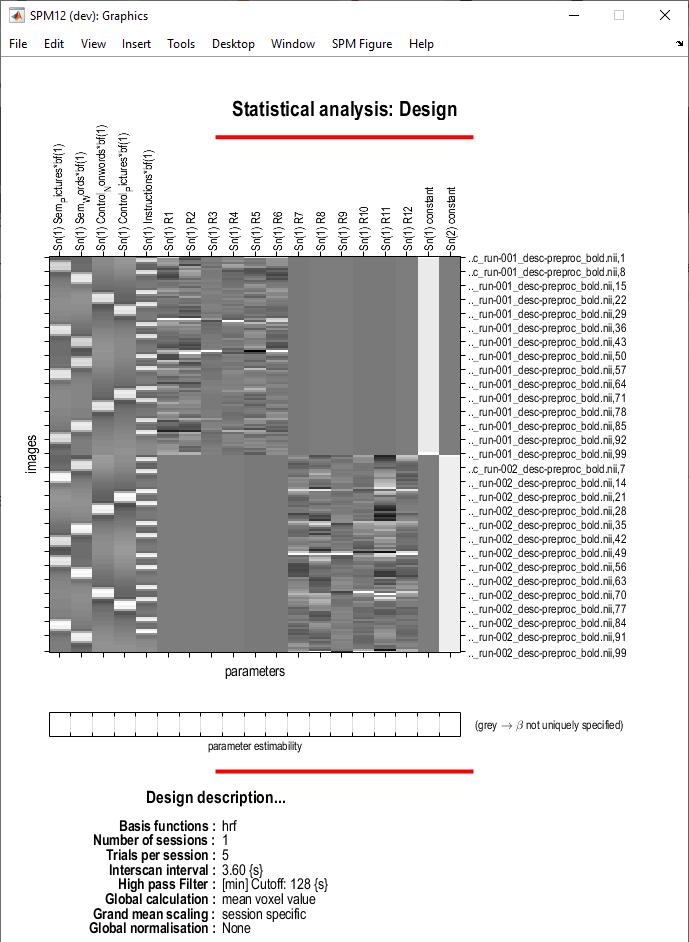 SPM12 (dev): Graphics
File Edit View Insert Tools Desktop Window SPM Figure Help
Statistical analysis: Design
Sn(1) Sem_Pictures*bf(1)
Sn(1) Sem_Words*bf(1)
Sn(1) Control_Nonwords*bf(1)
Sn(1) Control_Pictures*bf(1)
Sn(1) Instructions*bf(1)
Sn(1) R1
Sn(1) R2
Sn(1) R3
Sn(1) R4
Sn(1) R5
Sn(1) R6
Sn(1) R7
Sn(1) R8
Sn(1) R9
Sn(1) R10
Sn(1) R11
Sn(1) R12
Sn(1) constant
Sn(2) constant
images
..c_run-001_desc-preproc_bold.nii,1
..c_run-001_desc-preproc_bold.nii,8
.._run-001_desc-preproc_bold.nii,15
.._run-001_desc-preproc_bold.nii,22
.._run-001_desc-preproc_bold.nii,29
.._run-001_desc-preproc_bold.nii,36
.._run-001_desc-preproc_bold.nii,43
.._run-001_desc-preproc_bold.nii,50
.._run-001_desc-preproc_bold.nii,57
.._run-001_desc-preproc_bold.nii,64
.._run-001_desc-preproc_bold.nii,71
.._run-001_desc-preproc_bold.nii,78
.._run-001_desc-preproc_bold.nii,85
.._run-001_desc-preproc_bold.nii,92
.._run-001_desc-preproc_bold.nii,99
..c_run-002_desc-preproc_bold.nii,7
.._run-002_desc-preproc_bold.nii,14
.._run-002_desc-preproc_bold.nii,21
.._run-002_desc-preproc_bold.nii,28
.._run-002_desc-preproc_bold.nii,35
.._run-002_desc-preproc_bold.nii,42
.._run-002_desc-preproc_bold.nii,49
.._run-002_desc-preproc_bold.nii,56
.._run-002_desc-preproc_bold.nii,63
.._run-002_desc-preproc_bold.nii,70
.._run-002_desc-preproc_bold.nii,77
.._run-002_desc-preproc_bold.nii,84
.._run-002_desc-preproc_bold.nii,91
.._run-002_desc-preproc_bold.nii,99
parameters
(grey → β not uniquely specified)
parameter estimability
Design description...
Basis functions : hrf
Number of sessions : 1
Trials per session : 5
Interscan interval : 3.60 {s}
High pass Filter : [min] Cutoff: 128 {s}
Global calculation : mean voxel value
Grand mean scaling : session specific
Global normalisation : None